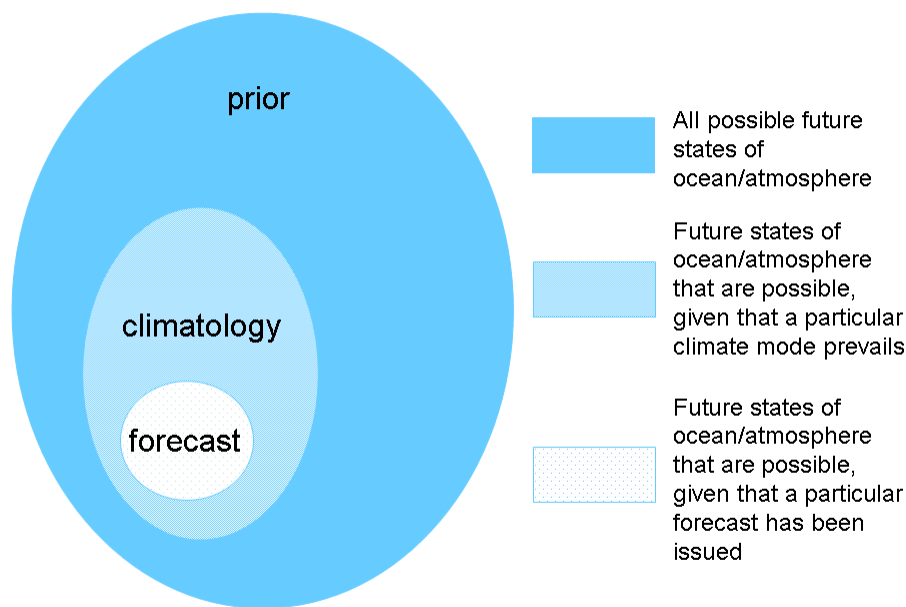 prior
climatology
forecast
All possible future
states of
ocean/atmosphere
Future states of
ocean/atmosphere
that are possible,
given that a particular
climate mode prevails
Future states of
ocean/atmosphere
that are possible,
given that a particular
forecast has been
issued